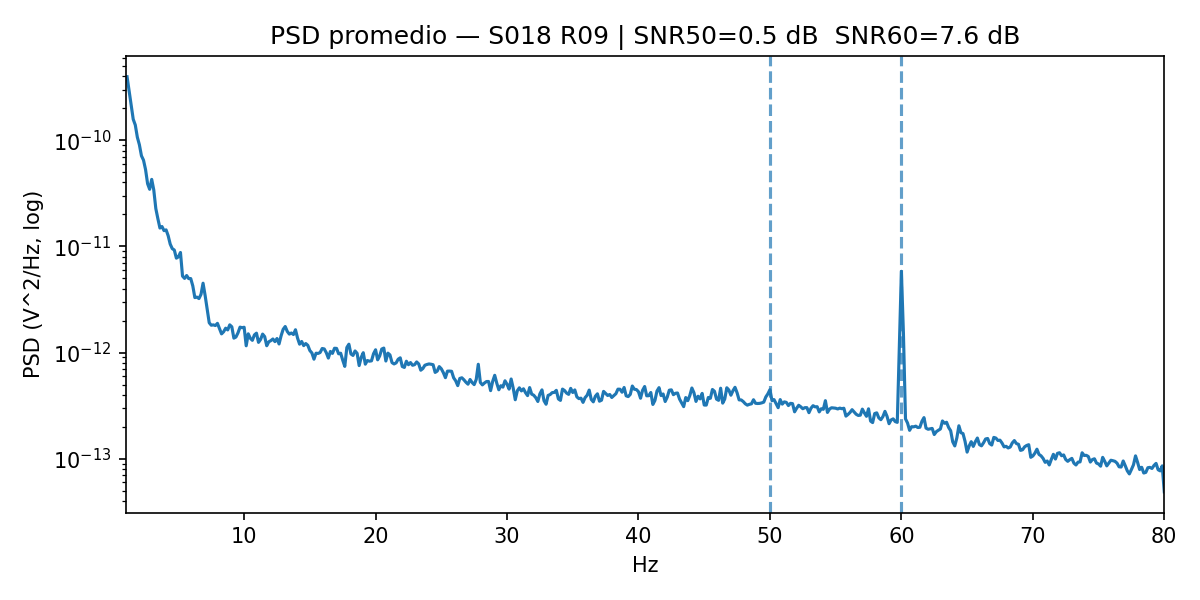 PSD promedio — S018 R09 | SNR50=0.5 dB  SNR60=7.6 dB
PSD (V^2/Hz, log)
10⁻¹⁰
10⁻¹¹
10⁻¹²
10⁻¹³
10 20 30 40 50 60 70 80
Hz